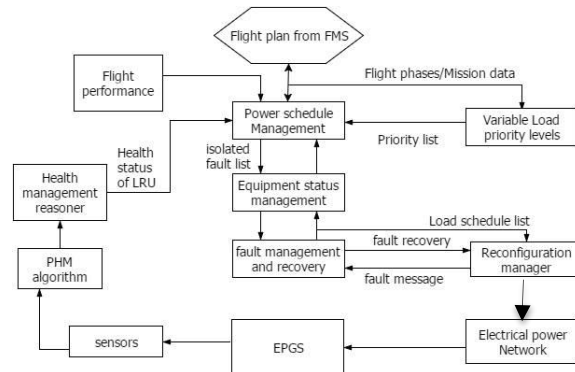 Flight plan from FMS
Flight
performance
Flight phases/Mission data
Power schedule
Management
Variable Load
priority levels
Priority list
Health
status
of LRU
isolated
fault list
Health
management
reasoner
Equipment status
management
Load schedule list
fault management
and recovery
fault recovery
Reconfiguration
manager
fault message
PHM
algorithm
sensors
EPGS
Electrical power
Network